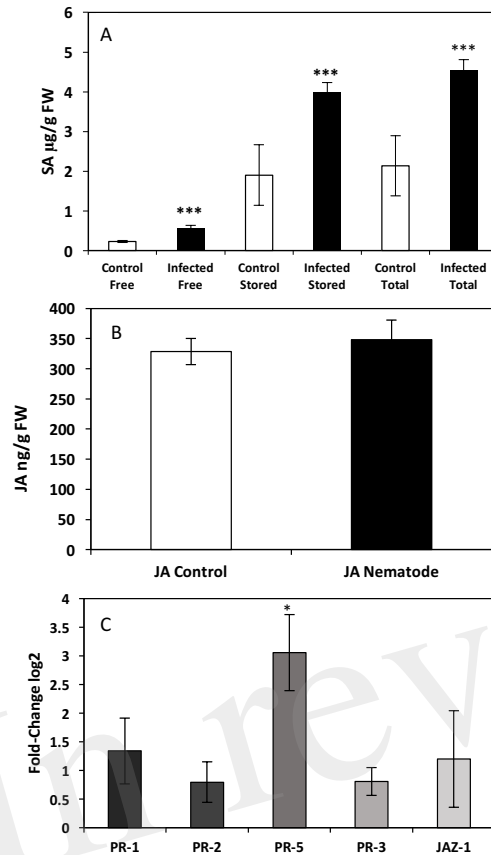 A
SA µg/g FW
6
5
4
3
2
1
0
***
***
***
Control Free
Infected Free
Control Stored
Infected Stored
Control Total
Infected Total
B
JA ng/g FW
400
350
300
250
200
150
100
50
0
JA Control
JA Nematode
C
Fold-Change log2
4
3.5
3
2.5
2
1.5
1
0.5
0
*
PR-1
PR-2
PR-5
PR-3
JAZ-1
In rev